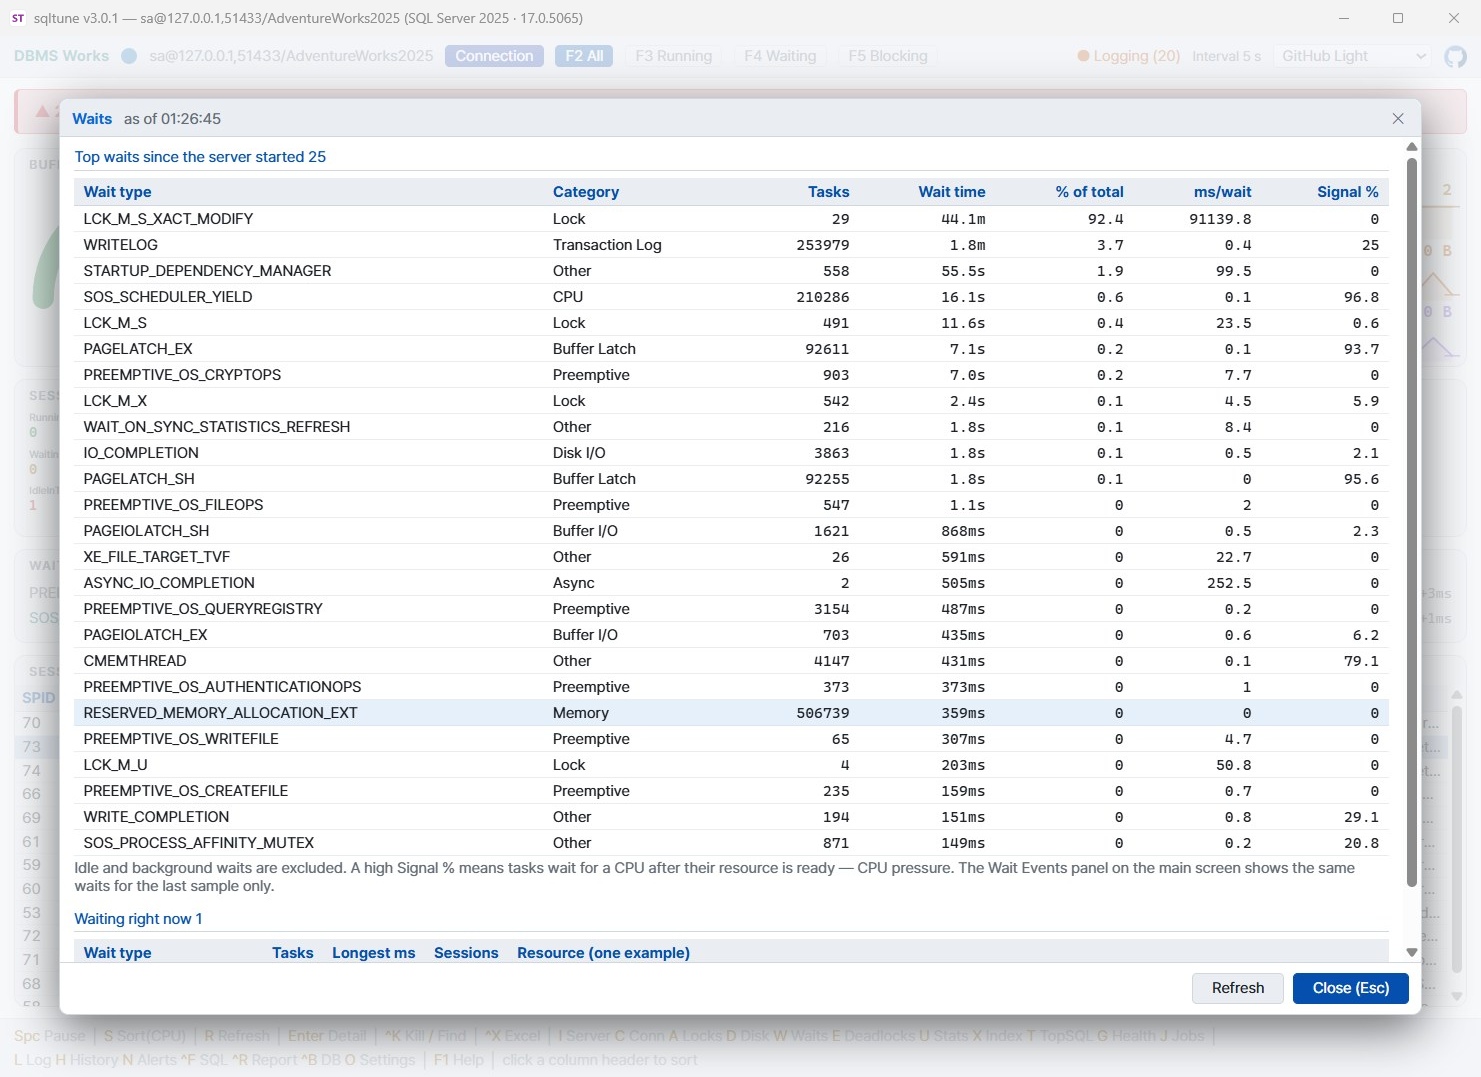 ST sqltune v3.0.1 — sa@127.0.0.1,51433/AdventureWorks2025 (SQL Server 2025 · 17.0.5065)
DBMS Works sa@127.0.0.1,51433/AdventureWorks2025 Connection F2 All F3 Running F4 Waiting F5 Blocking Logging (20) Interval 5 s GitHub Light
Waits as of 01:26:45
Top waits since the server started 25
Wait type Category Tasks Wait time % of total ms/wait Signal %
LCK_M_S_XACT_MODIFY Lock 29 44.1m 92.4 91139.8 0
WRITELOG Transaction Log 253979 1.8m 3.7 0.4 25
STARTUP_DEPENDENCY_MANAGER Other 558 55.5s 1.9 99.5 0
SOS_SCHEDULER_YIELD CPU 210286 16.1s 0.6 0.1 96.8
LCK_M_S Lock 491 11.6s 0.4 23.5 0.6
PAGELATCH_EX Buffer Latch 92611 7.1s 0.2 0.1 93.7
PREEMPTIVE_OS_CRYPTOPS Preemptive 903 7.0s 0.2 7.7 0
LCK_M_X Lock 542 2.4s 0.1 4.5 5.9
WAIT_ON_SYNC_STATISTICS_REFRESH Other 216 1.8s 0.1 8.4 0
IO_COMPLETION Disk I/O 3863 1.8s 0.1 0.5 2.1
PAGELATCH_SH Buffer Latch 92255 1.8s 0.1 0 95.6
PREEMPTIVE_OS_FILEOPS Preemptive 547 1.1s 0 2 0
PAGEIOLATCH_SH Buffer I/O 1621 868ms 0 0.5 2.3
XE_FILE_TARGET_TVF Other 26 591ms 0 22.7 0
ASYNC_IO_COMPLETION Async 2 505ms 0 252.5 0
PREEMPTIVE_OS_QUERYREGISTRY Preemptive 3154 487ms 0 0.2 0
PAGEIOLATCH_EX Buffer I/O 703 435ms 0 0.6 6.2
CMEMTHREAD Other 4147 431ms 0 0.1 79.1
PREEMPTIVE_OS_AUTHENTICATIONOPS Preemptive 373 373ms 0 1 0
RESERVED_MEMORY_ALLOCATION_EXT Memory 506739 359ms 0 0 0
PREEMPTIVE_OS_WRITEFILE Preemptive 65 307ms 0 4.7 0
LCK_M_U Lock 4 203ms 0 50.8 0
PREEMPTIVE_OS_CREATEFILE Preemptive 235 159ms 0 0.7 0
WRITE_COMPLETION Other 194 151ms 0 0.8 29.1
SOS_PROCESS_AFFINITY_MUTEX Other 871 149ms 0 0.2 20.8
Idle and background waits are excluded. A high Signal % means tasks wait for a CPU after their resource is ready — CPU pressure. The Wait Events panel on the main screen shows the same
waits for the last sample only.
Waiting right now 1
Wait type Tasks Longest ms Sessions Resource (one example)
Refresh Close (Esc)
SPID
70
73
74
66
69
61
59
60
53
72
71
68
Spc Pause | S Sort(CPU) | R Refresh | Enter Detail | ^K Kill / Find | ^X Excel | I Server C Conn A Locks D Disk W Waits E Deadlocks U Stats X Index T TopSQL G Health J Jobs |
L Log H History N Alerts ^F SQL ^R Report ^B DB O Settings | F1 Help | click a column header to sort